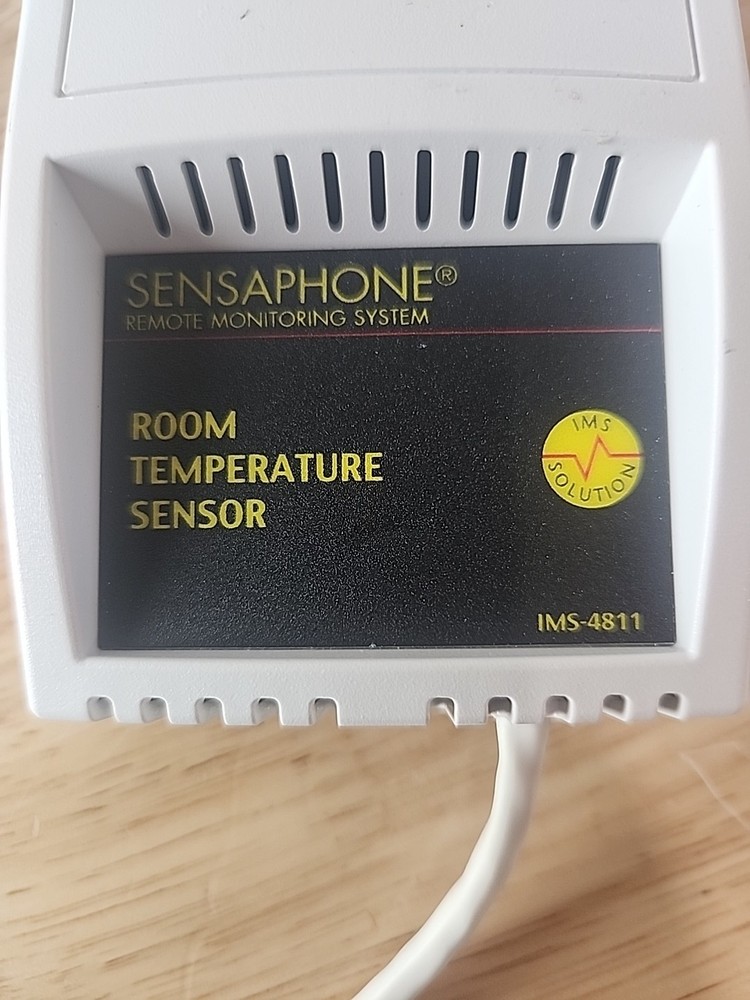 SENSAPHONE®
REMOTE MONITORING SYSTEM
ROOM
TEMPERATURE
SENSOR
IMS
SOLUTION
IMS-4811